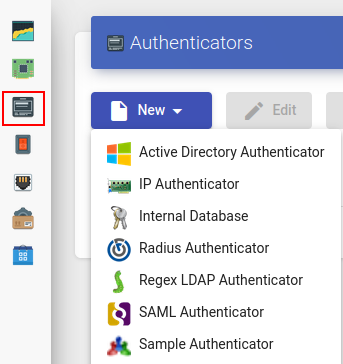 Authenticators
New
Edit
Active Directory Authenticator
IP Authenticator
Internal Database
Radius Authenticator
Regex LDAP Authenticator
SAML Authenticator
Sample Authenticator